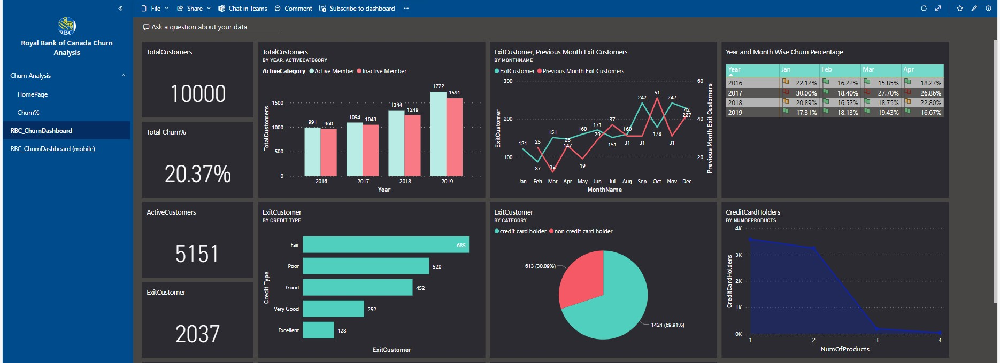 «
File
Share
Chat in Teams
Comment
Subscribe to dashboard
...
RBC
Royal Bank of Canada Churn
Analysis
Churn Analysis
HomePage
Churn%
RBC_ChurnDashboard
RBC_ChurnDashboard (mobile)
Ask a question about your data
TotalCustomers
10000
Total Churn%
20.37%
ActiveCustomers
5151
ExitCustomer
2037
TotalCustomers
BY YEAR, ACTIVECATEGORY
ActiveCategory Active Member Inactive Member
TotalCustomers
1500
1000
500
0
991 960
1094 1049
1344 1249
1722 1591
2016 2017 2018 2019
Year
ExitCustomer, Previous Month Exit Customers
BY MONTHNAME
ExitCustomer Previous Month Exit Customers
ExitCustomer
300
200
100
Previous Month Exit Customers
60
40
20
121 87 151 147 160 171 151 160 242 178 242 227
25 12 26 19 29 37 31 31 51 31 42
Jan Feb Mar Apr May Jun Jul Aug Sep Oct Nov Dec
MonthName
Year and Month Wise Churn Percentage
Year Jan Feb Mar Apr
2016 22.12% 16.22% 15.85% 18.27%
2017 30.00% 18.40% 27.70% 26.86%
2018 20.89% 16.52% 18.75% 22.80%
2019 17.31% 18.13% 19.43% 16.67%
ExitCustomer
BY CREDIT TYPE
Credit Type
Fair 685
Poor 520
Good 452
Very Good 252
Excellent 128
ExitCustomer
ExitCustomer
BY CATEGORY
credit card holder non credit card holder
613 (30.09%)
1424 (69.91%)
CreditCardHolders
BY NUMOFPRODUCTS
CreditCardHolders
4K
3K
2K
1K
0K
1 2 3 4
NumOfProducts